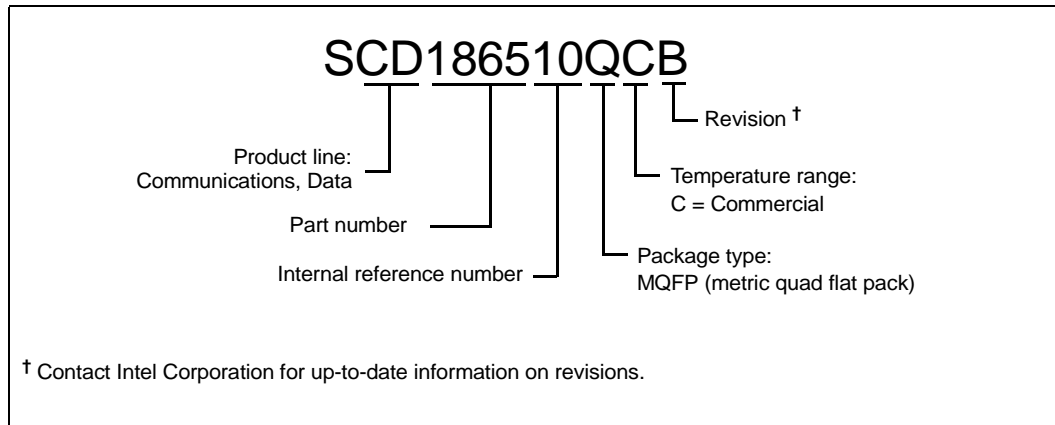 SCD186510QCB
Revision †
Product line:
Communications, Data
Temperature range:
C = Commercial
Part number
Package type:
MQFP (metric quad flat pack)
Internal reference number
† Contact Intel Corporation for up-to-date information on revisions.